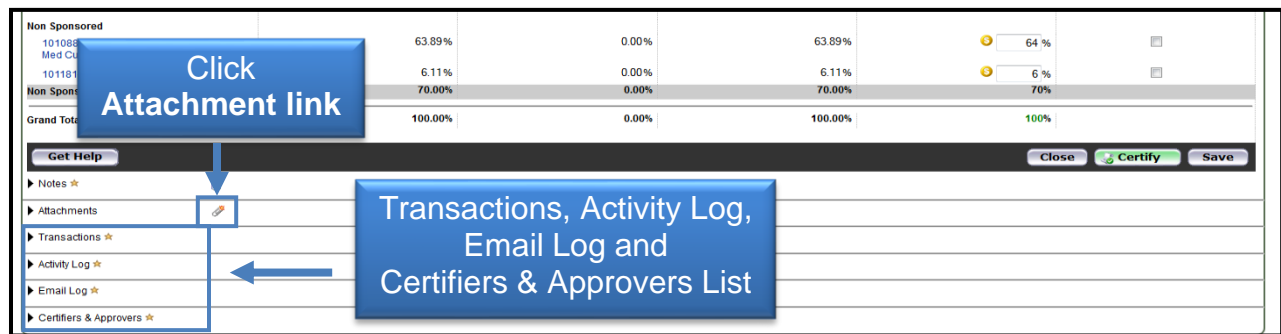 Non Sponsored
101088 63.89% 0.00% 63.89% 64 %
Med Cu
101181 6.11% 0.00% 6.11% 6 %
Non Spons 70.00% 0.00% 70.00% 70%
Grand Tota 100.00% 0.00% 100.00% 100%
Click
Attachment link
Get Help Close Certify Save
Notes
Attachments
Transactions
Activity Log
Email Log
Certifiers & Approvers
Transactions, Activity Log,
Email Log and
Certifiers & Approvers List